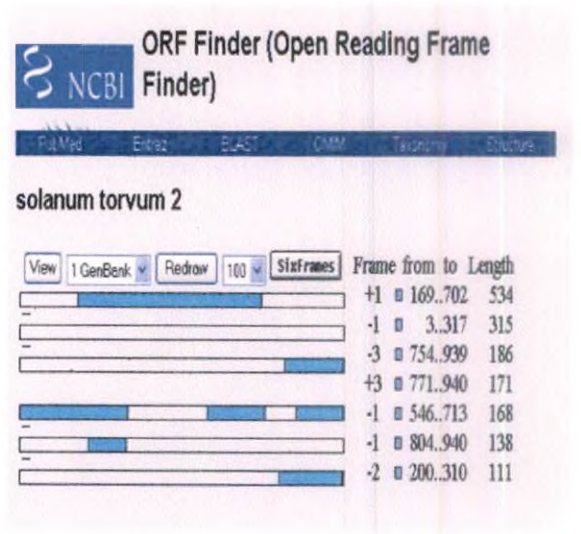 NCBI
ORF Finder (Open Reading Frame
Finder)
PubMed Entrez BLAST OMIM Taxonomy Structure
solanum torvum 2
View 1 GenBank Redraw 100 SixFrames Frame from to Length
+1 169..702 534
-1 3..317 315
-3 754..939 186
+3 771..940 171
-1 546..713 168
-1 804..940 138
-2 200..310 111